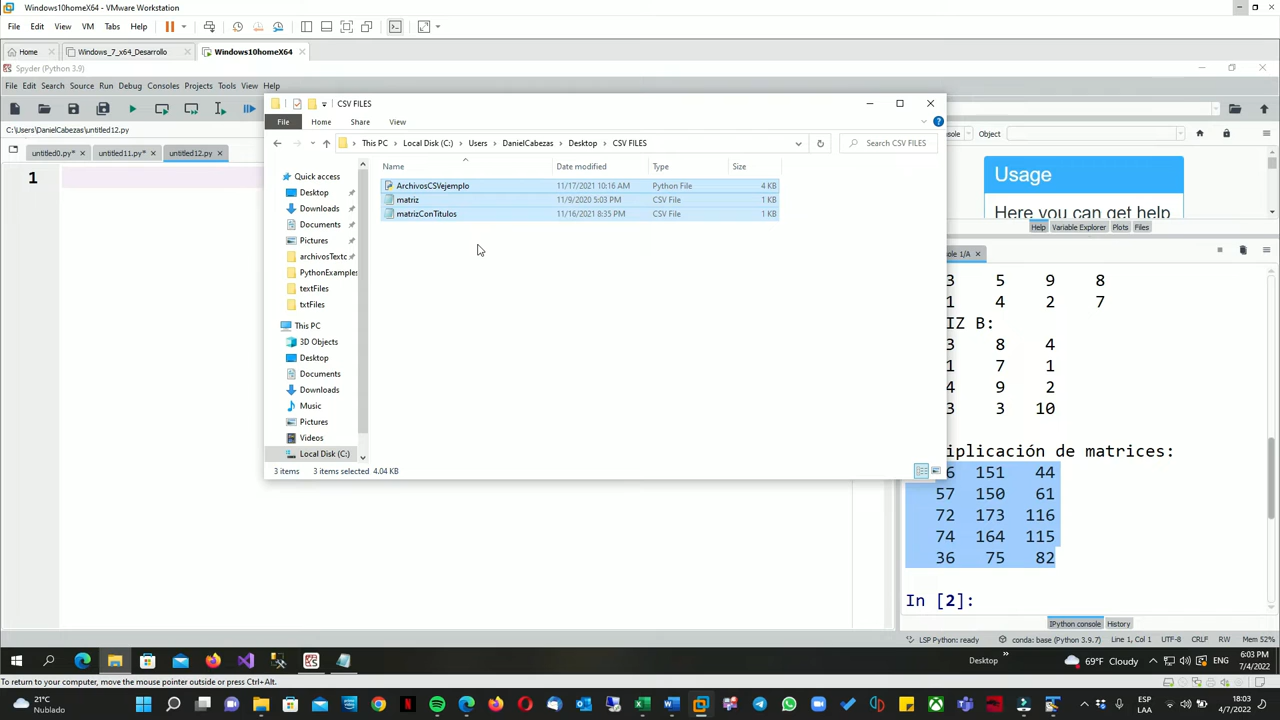 Windows10homeX64 - VMware Workstation
File Edit View VM Tabs Help
Home Windows_7_x64_Desarrollo Windows10homeX64
Spyder (Python 3.9)
File Edit Search Source Run Debug Consoles Projects Tools View Help
CSV FILES
C:\Users\DanielCabezas\untitled12.py
File Home Share View
Object
untitled0.py* untitled11.py* untitled12.py
This PC Local Disk (C:) Users DanielCabezas Desktop CSV FILES Search CSV FILES
1
Name Date modified Type Size
Quick access
Desktop
Downloads
Documents
Pictures
archivosTextc
PythonExamples
textFiles
txtFiles
This PC
3D Objects
Desktop
Documents
Downloads
Music
Pictures
Videos
Local Disk (C:)
ArchivosCSVejemplo 11/17/2021 10:16 AM Python File 4 KB
matriz 11/9/2020 5:03 PM CSV File 1 KB
matrizConTitulos 11/16/2021 8:35 PM CSV File 1 KB
3 items 3 items selected 4.04 KB
Usage
Here you can get help
Help Variable Explorer Plots Files
1/A
3 5 9 8
1 4 2 7
IZ B:
3 8 4
1 7 1
4 9 2
3 3 10
iplicación de matrices:
6 151 44
57 150 61
72 173 116
74 164 115
36 75 82
In [2]:
IPython console History
LSP Python: ready conda: base (Python 3.9.7) Line 1, Col 1 UTF-8 CRLF RW Mem 52%
Desktop 69°F Cloudy ENG 6:03 PM
7/4/2022
To return to your computer, move the mouse pointer outside or press Ctrl+Alt.
21°C
Nublado
ESP
LAA
18:03
4/7/2022